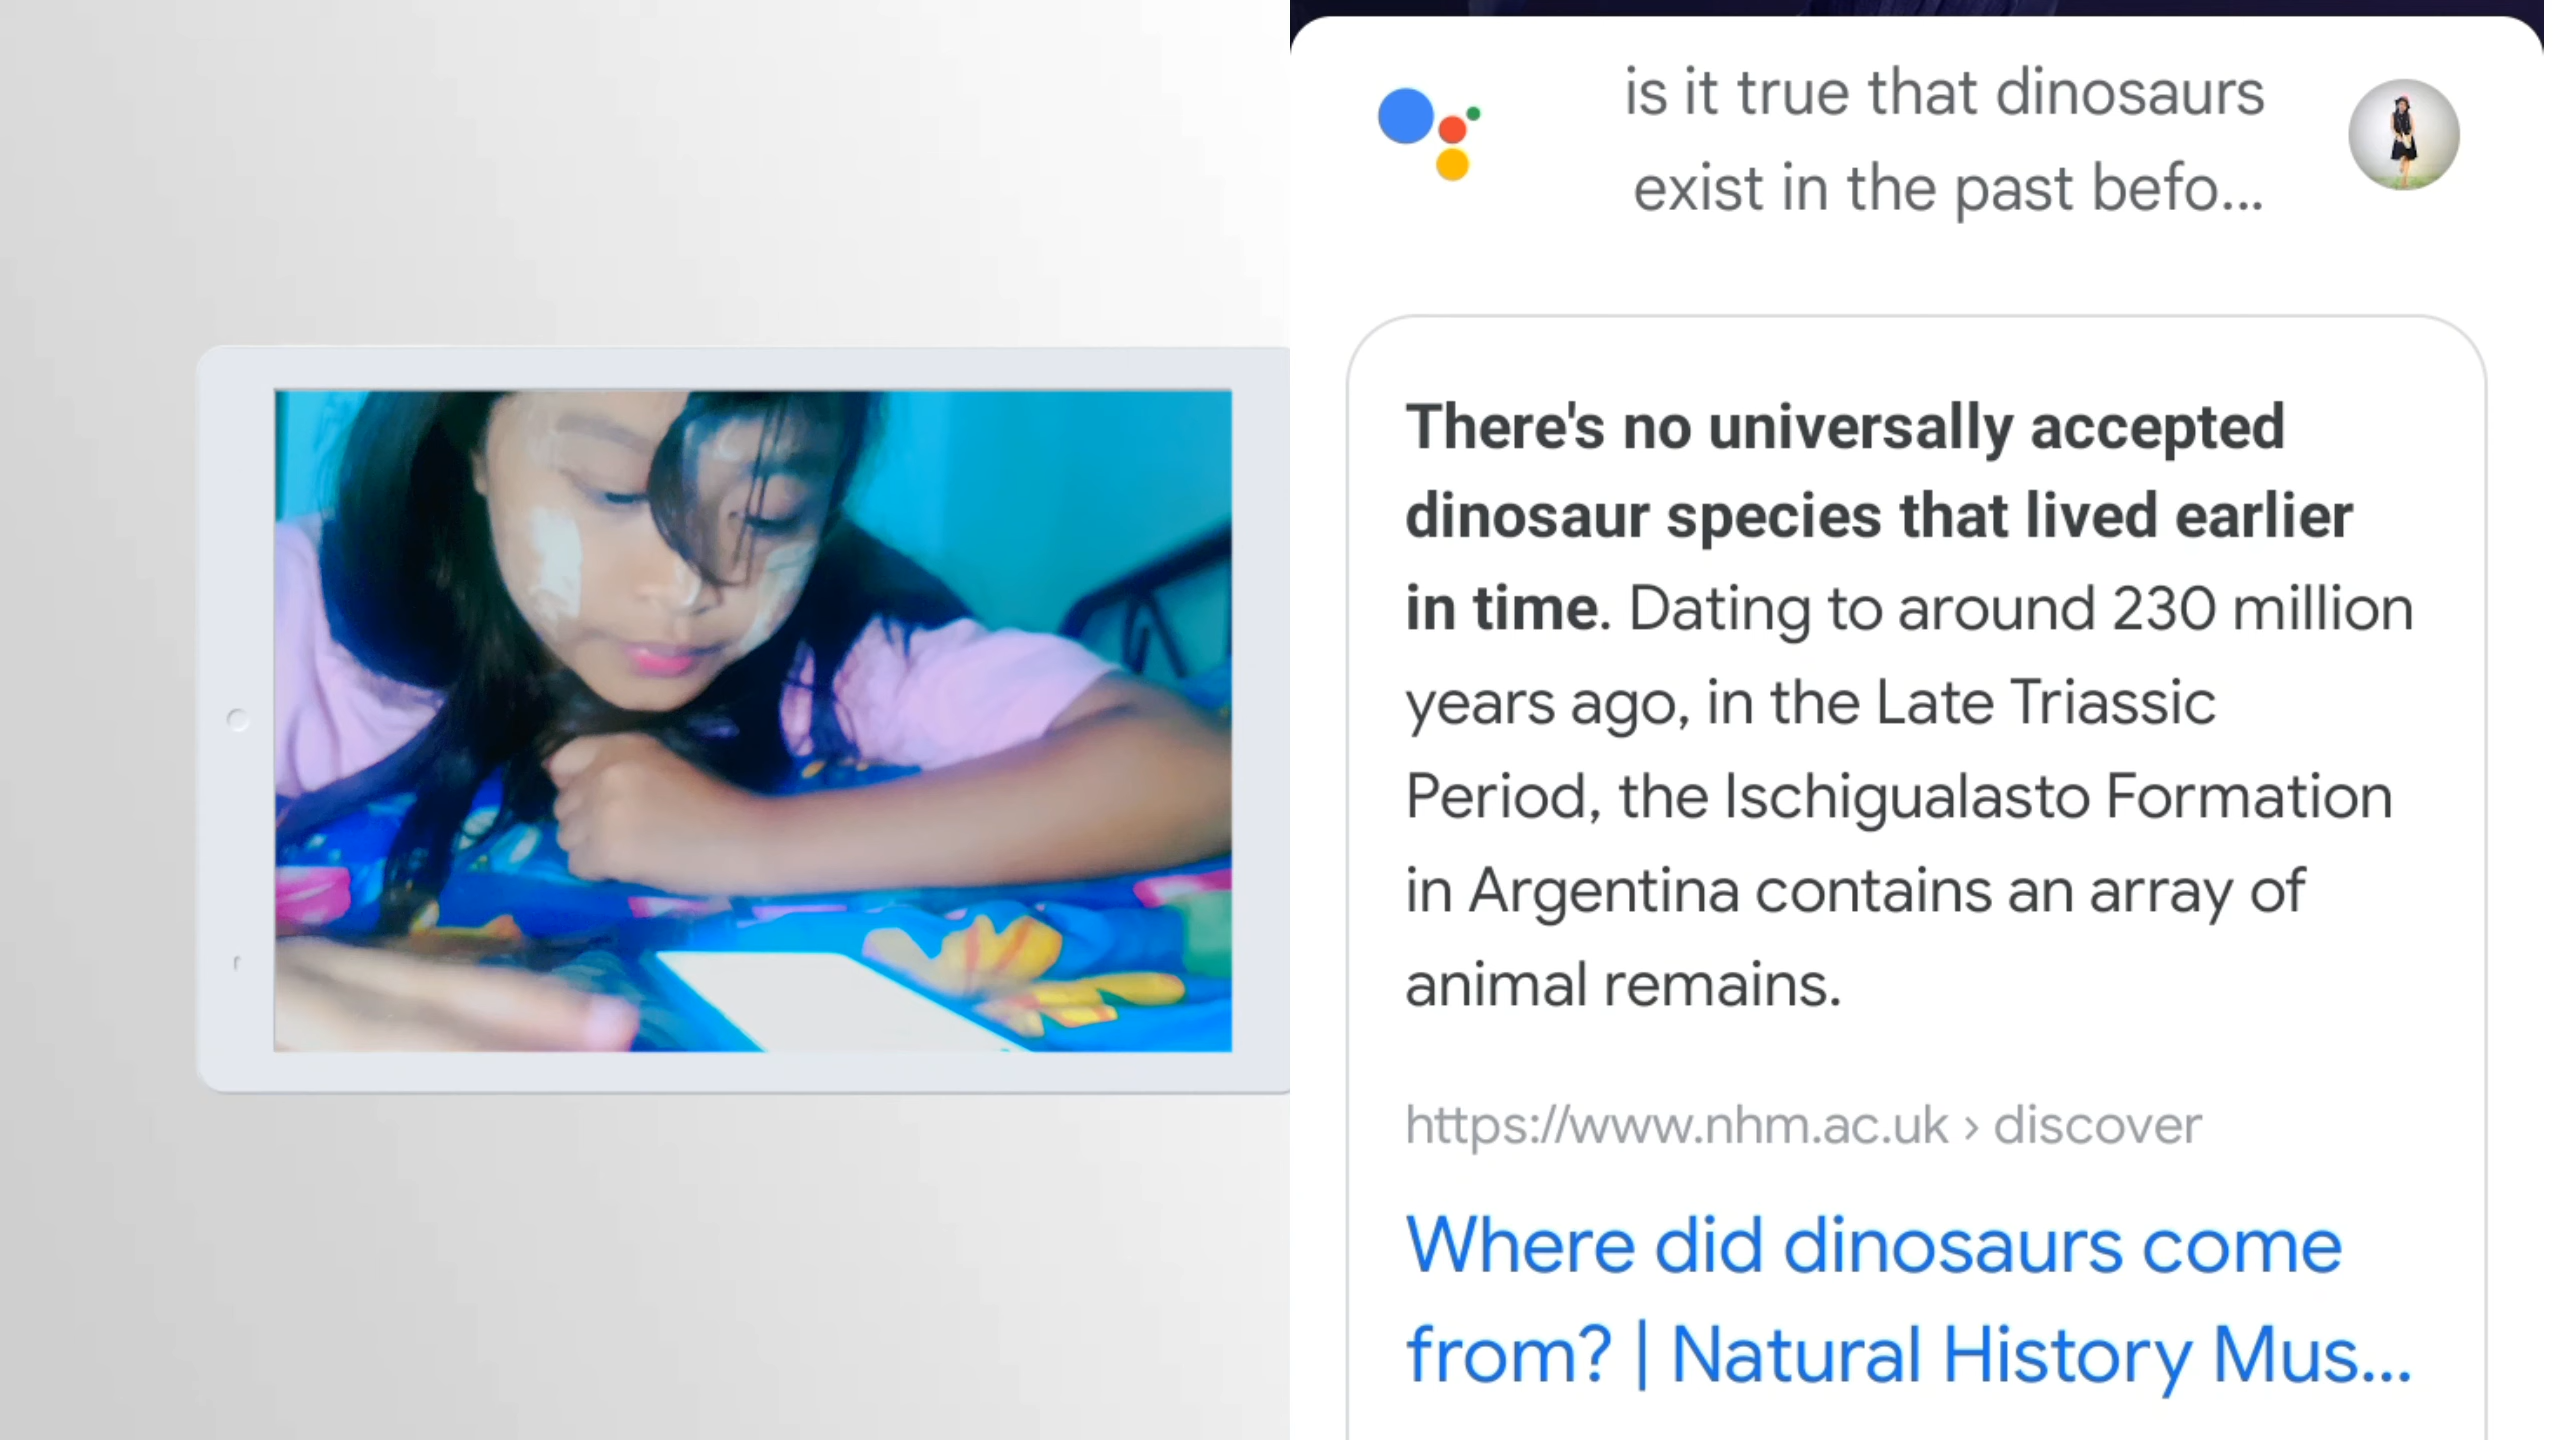 is it true that dinosaurs
exist in the past befo...
There's no universally accepted
dinosaur species that lived earlier
in time. Dating to around 230 million
years ago, in the Late Triassic
Period, the Ischigualasto Formation
in Argentina contains an array of
animal remains.
https://www.nhm.ac.uk › discover
Where did dinosaurs come
from? | Natural History Mus...